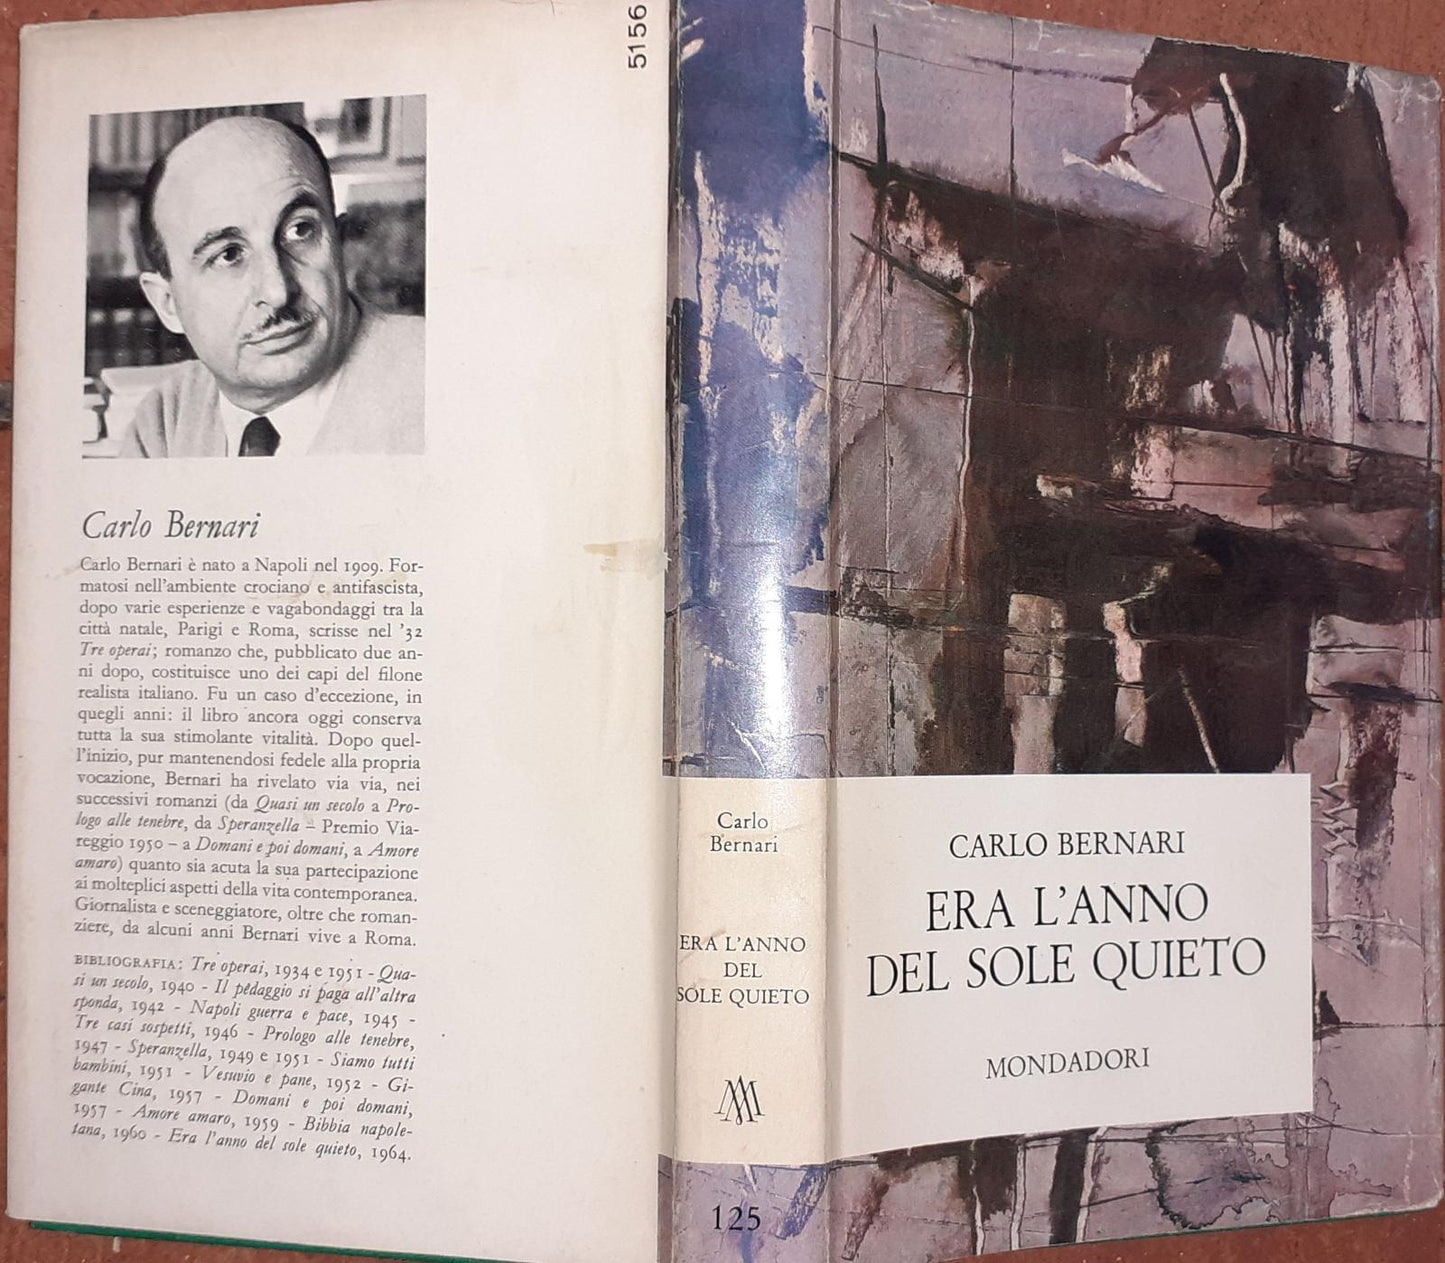 5156
Carlo Bernari
Carlo Bernari è nato a Napoli nel 1909. For-
matosi nell'ambiente crociano e antifascista,
dopo varie esperienze e vagabondaggi tra la
città natale, Parigi e Roma, scrisse nel '32
Tre operai; romanzo che, pubblicato due an-
ni dopo, costituisce uno dei capi del filone
realista italiano. Fu un caso d'eccezione, in
quegli anni: il libro ancora oggi conserva
tutta la sua stimolante vitalità. Dopo quel-
l'inizio, pur mantenendosi fedele alla propria
vocazione, Bernari ha rivelato via via, nei
successivi romanzi (da Quasi un secolo a Pro-
logo alle tenebre, da Speranzella – Premio Via-
reggio 1950 – a Domani e poi domani, a Amore
amaro) quanto sia acuta la sua partecipazione
ai molteplici aspetti della vita contemporanea.
Giornalista e sceneggiatore, oltre che roman-
ziere, da alcuni anni Bernari vive a Roma.
BIBLIOGRAFIA: Tre operai, 1934 e 1951 - Qua-
si un secolo, 1940 - Il pedaggio si paga all'altra
sponda, 1942 - Napoli guerra e pace, 1945 -
Tre casi sospetti, 1946 - Prologo alle tenebre,
1947 - Speranzella, 1949 e 1951 - Siamo tutti
bambini, 1951 - Vesuvio e pane, 1952 - Gi-
gante Cina, 1957 - Domani e poi domani,
1957 - Amore amaro, 1959 - Bibbia napole-
tana, 1960 - Era l'anno del sole quieto, 1964.
Carlo
Bernari
ERA L'ANNO
DEL
SOLE QUIETO
125
CARLO BERNARI
ERA L'ANNO
DEL SOLE QUIETO
MONDADORI